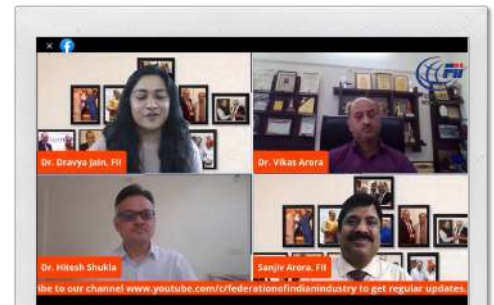 FII
Dr. Dravya Jain, FII
Dr. Vikas Arora
Dr. Hitesh Shukla
Sanjiv Arora, FII
ibe to our channel www.youtube.com/c/federationofindianindustry to get regular updates.